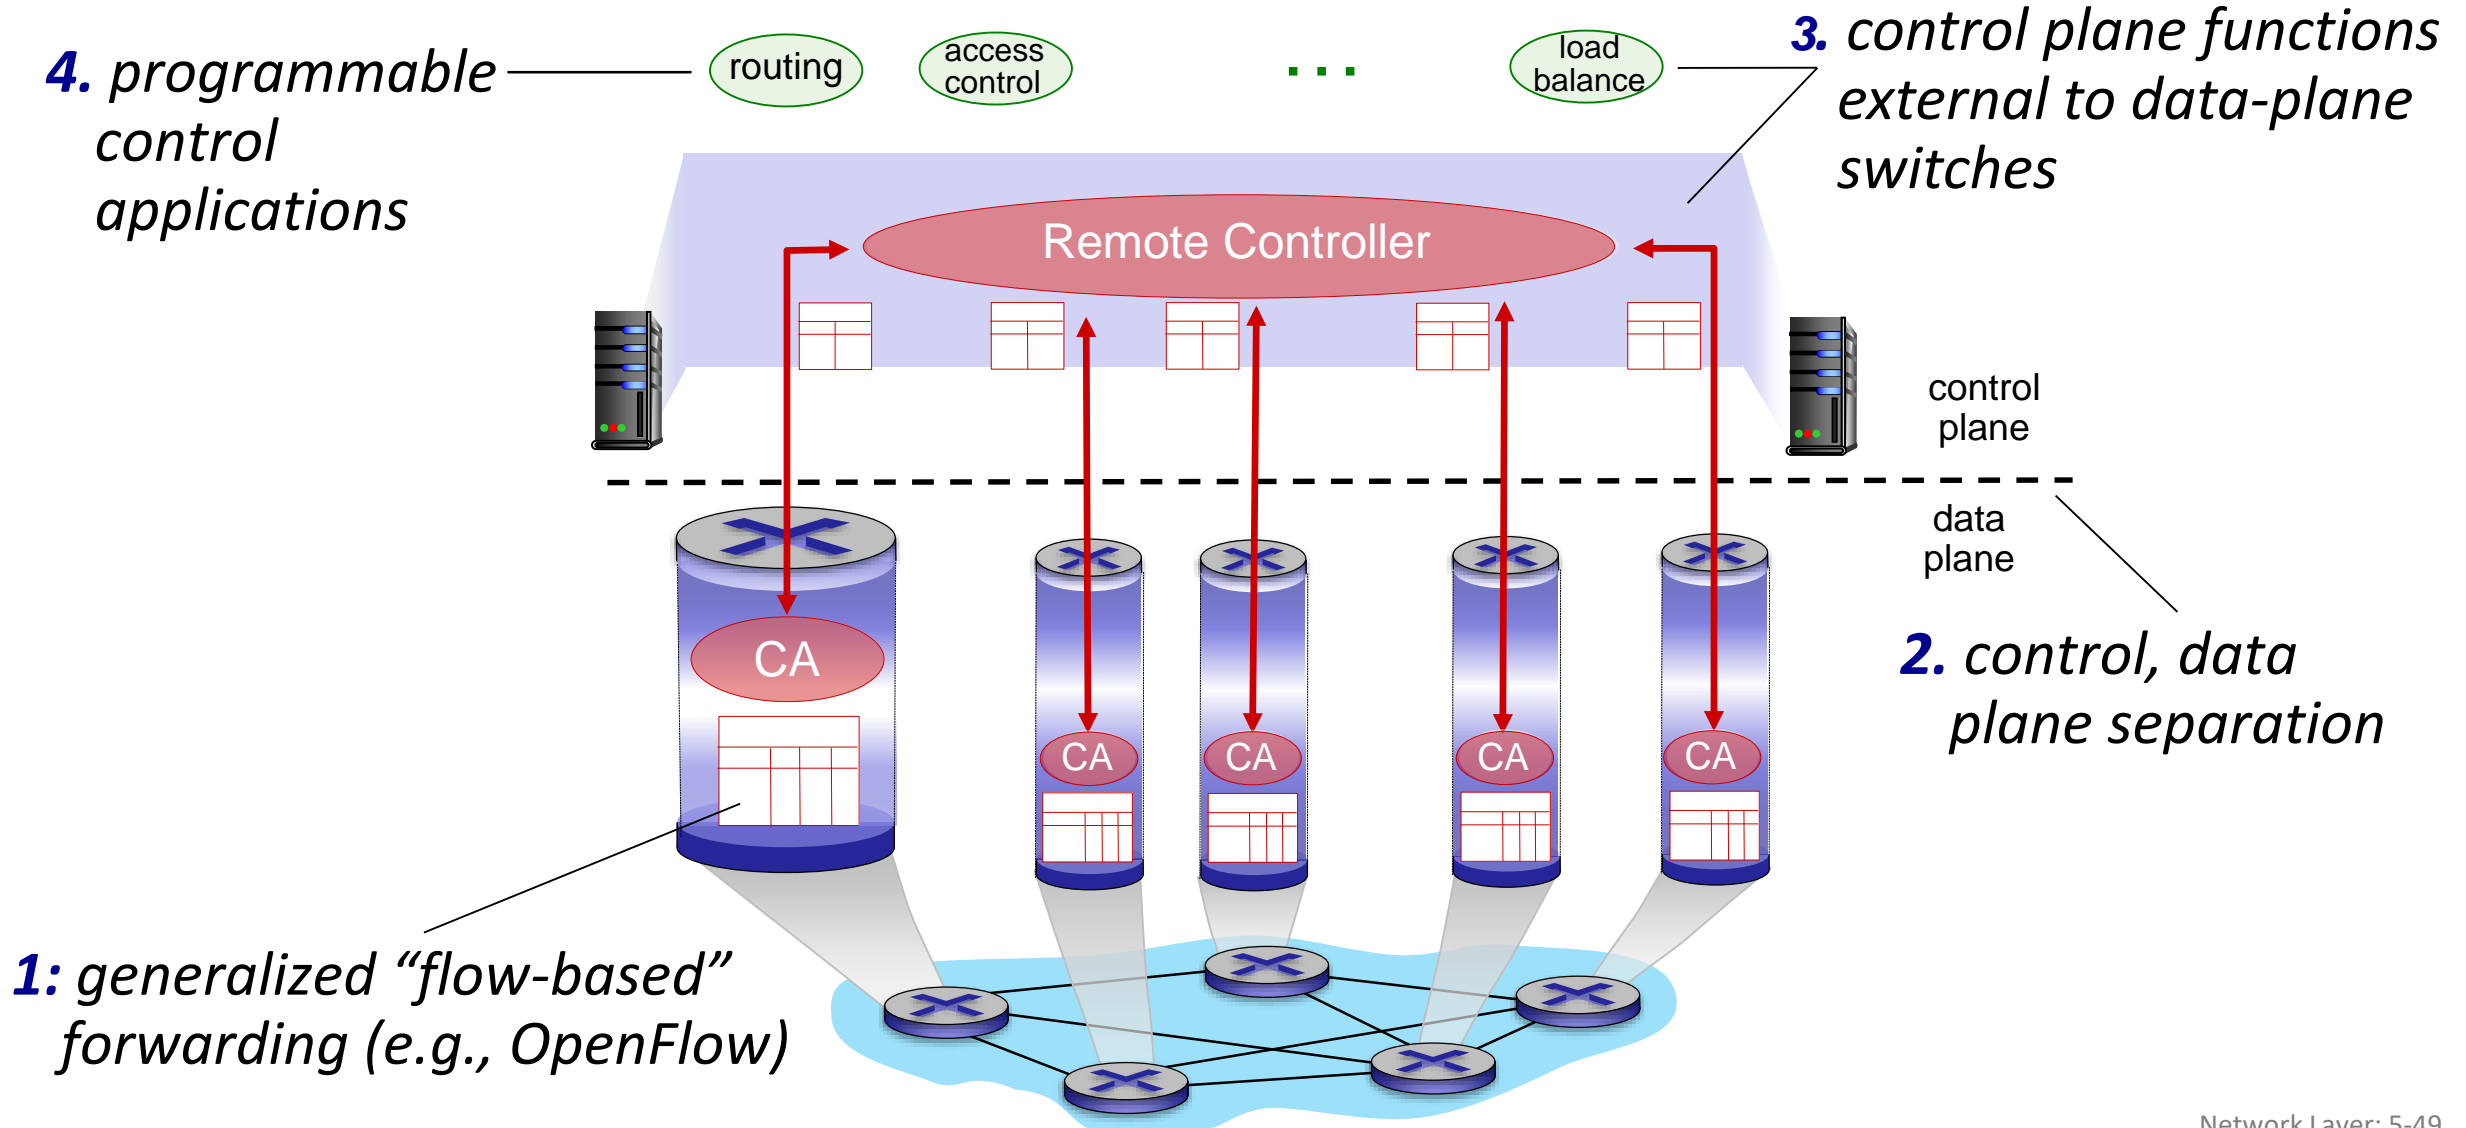 4. programmable
control
applications
routing
access
control
...
load
balance
3. control plane functions
external to data-plane
switches
Remote Controller
control
plane
data
plane
CA
CA
CA
CA
CA
2. control, data
plane separation
1: generalized “flow-based”
forwarding (e.g., OpenFlow)
Network Layer: 5-49